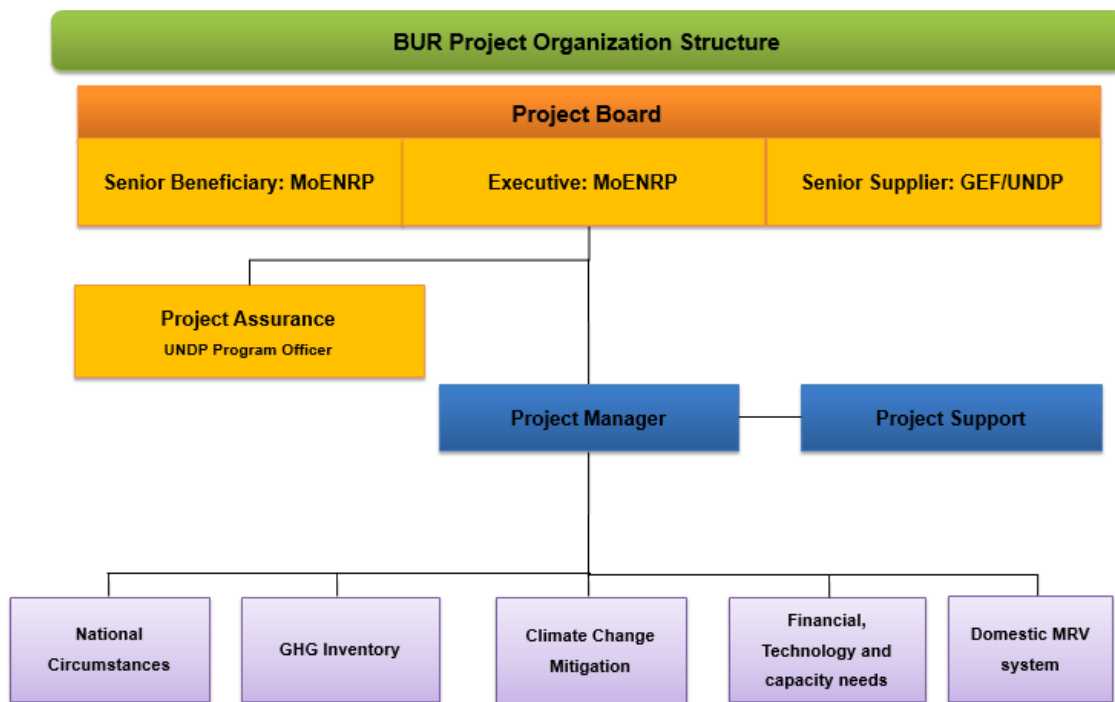 BUR Project Organization Structure
Project Board
Senior Beneficiary: MoENRP
Executive: MoENRP
Senior Supplier: GEF/UNDP
Project Assurance
UNDP Program Officer
Project Manager
Project Support
National
Circumstances
GHG Inventory
Climate Change
Mitigation
Financial,
Technology and
capacity needs
Domestic MRV
system